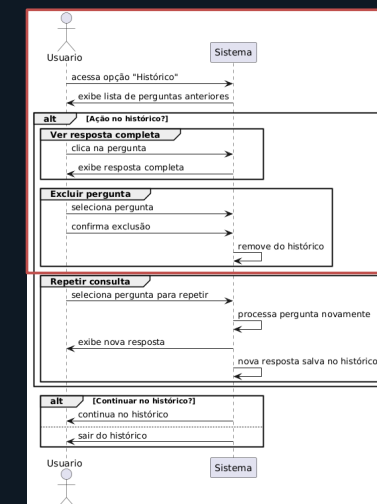 Usuario
Sistema
acessa opção "Histórico"
exibe lista de perguntas anteriores
alt [Ação no histórico?]
Ver resposta completa
clica na pergunta
exibe resposta completa
Excluir pergunta
seleciona pergunta
confirma exclusão
remove do histórico
Repetir consulta
seleciona pergunta para repetir
processa pergunta novamente
exibe nova resposta
nova resposta salva no histórico
alt [Continuar no histórico?]
continua no histórico
sair do histórico
Usuario
Sistema